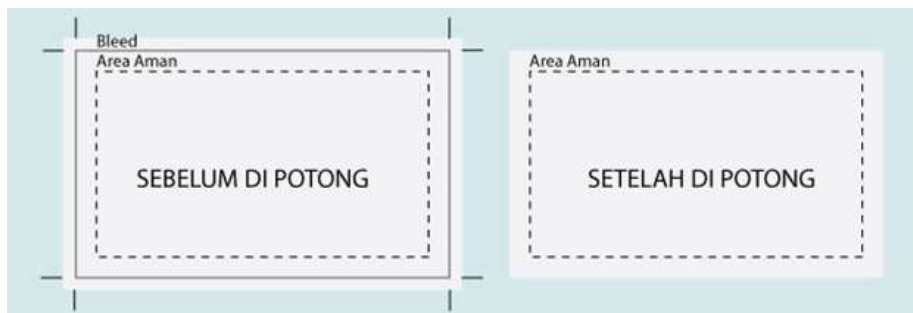 Bleed
Area Aman
SEBELUM DI POTONG
Area Aman
SETELAH DI POTONG